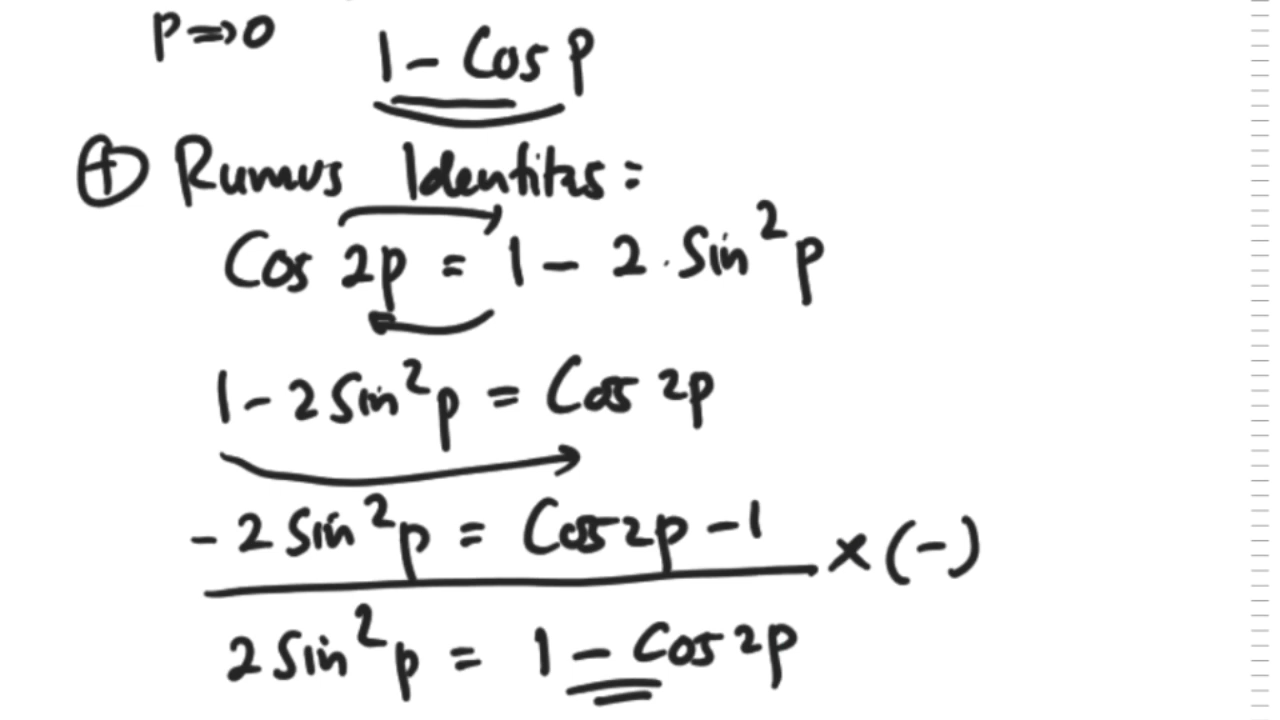 p => 0
1 - Cos p
⊕ Rumus Identitas =
Cos 2p = 1 - 2 . Sin² p
1 - 2 Sin² p = Cos 2p
- 2 Sin² p = Cos 2p - 1 × (-)
2 Sin² p = 1 - Cos 2p